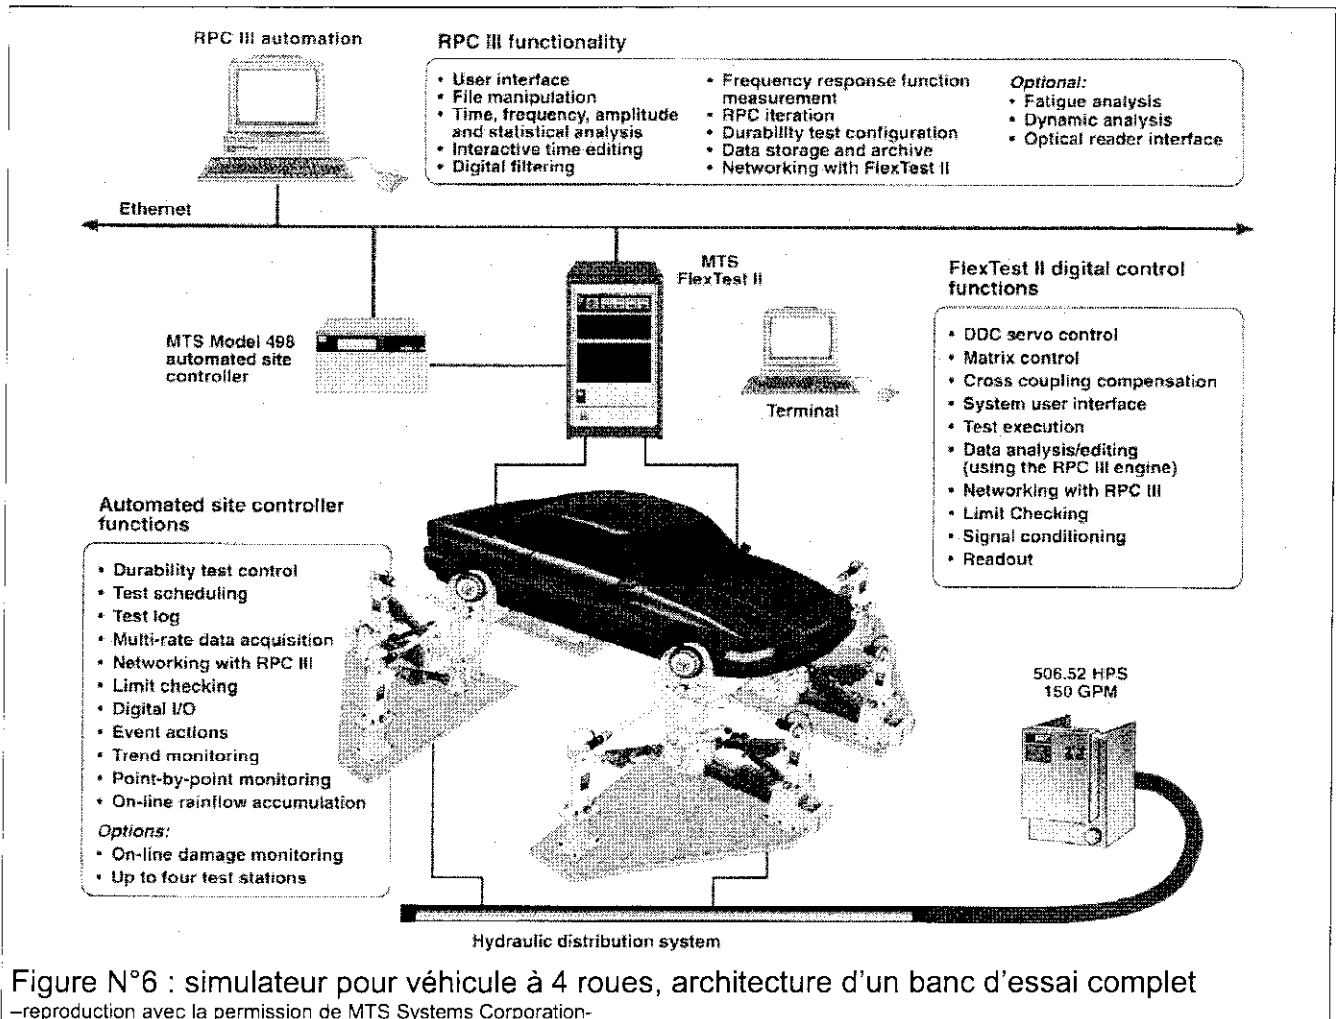 RPC III automation
RPC III functionality
• User interface
• File manipulation
• Time, frequency, amplitude
and statistical analysis
• Interactive time editing
• Digital filtering
• Frequency response function
measurement
• RPC iteration
• Durability test configuration
• Data storage and archive
• Networking with FlexTest II
Optional:
• Fatigue analysis
• Dynamic analysis
• Optical reader interface
Ethernet
MTS
FlexTest II
MTS Model 498
automated site
controller
Terminal
FlexTest II digital control
functions
• DDC servo control
• Matrix control
• Cross coupling compensation
• System user interface
• Test execution
• Data analysis/editing
(using the RPC III engine)
• Networking with RPC III
• Limit Checking
• Signal conditioning
• Readout
Automated site controller
functions
• Durability test control
• Test scheduling
• Test log
• Multi-rate data acquisition
• Networking with RPC III
• Limit checking
• Digital I/O
• Event actions
• Trend monitoring
• Point-by-point monitoring
• On-line rainflow accumulation
Options:
• On-line damage monitoring
• Up to four test stations
506.52 HPS
150 GPM
Hydraulic distribution system
Figure N°6 : simulateur pour véhicule à 4 roues, architecture d'un banc d'essai complet
–reproduction avec la permission de MTS Systems Corporation-